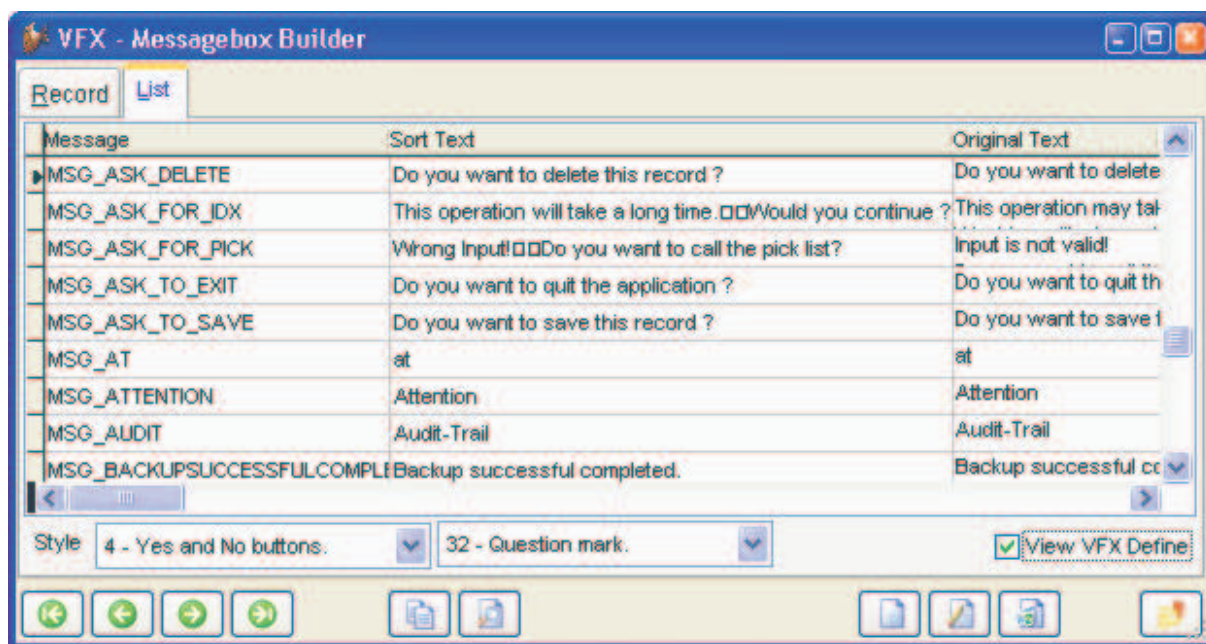 VFX - Messagebox Builder
Record List
Message Sort Text Original Text
MSG_ASK_DELETE Do you want to delete this record ? Do you want to delete
MSG_ASK_FOR_IDX This operation will take a long time.□□Would you continue ? This operation may
MSG_ASK_FOR_PICK Wrong Input!□□Do you want to call the pick list? Input is not valid!
MSG_ASK_TO_EXIT Do you want to quit the application ? Do you want to quit th
MSG_ASK_TO_SAVE Do you want to save this record ? Do you want to save
MSG_AT at at
MSG_ATTENTION Attention Attention
MSG_AUDIT Audit-Trail Audit-Trail
MSG_BACKUPSUCCESSFULCOMPL Backup successful completed. Backup successful
Style 4 - Yes and No buttons. 32 - Question mark. View VFX Define